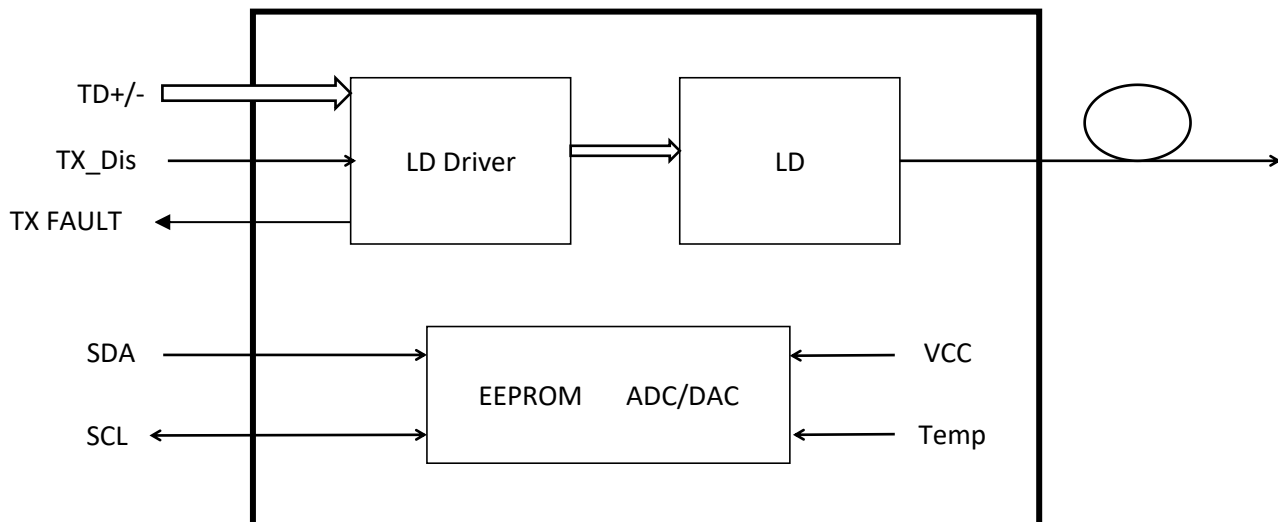 TD+/-
TX_Dis
TX FAULT
LD Driver
LD
SDA
SCL
EEPROM ADC/DAC
VCC
Temp